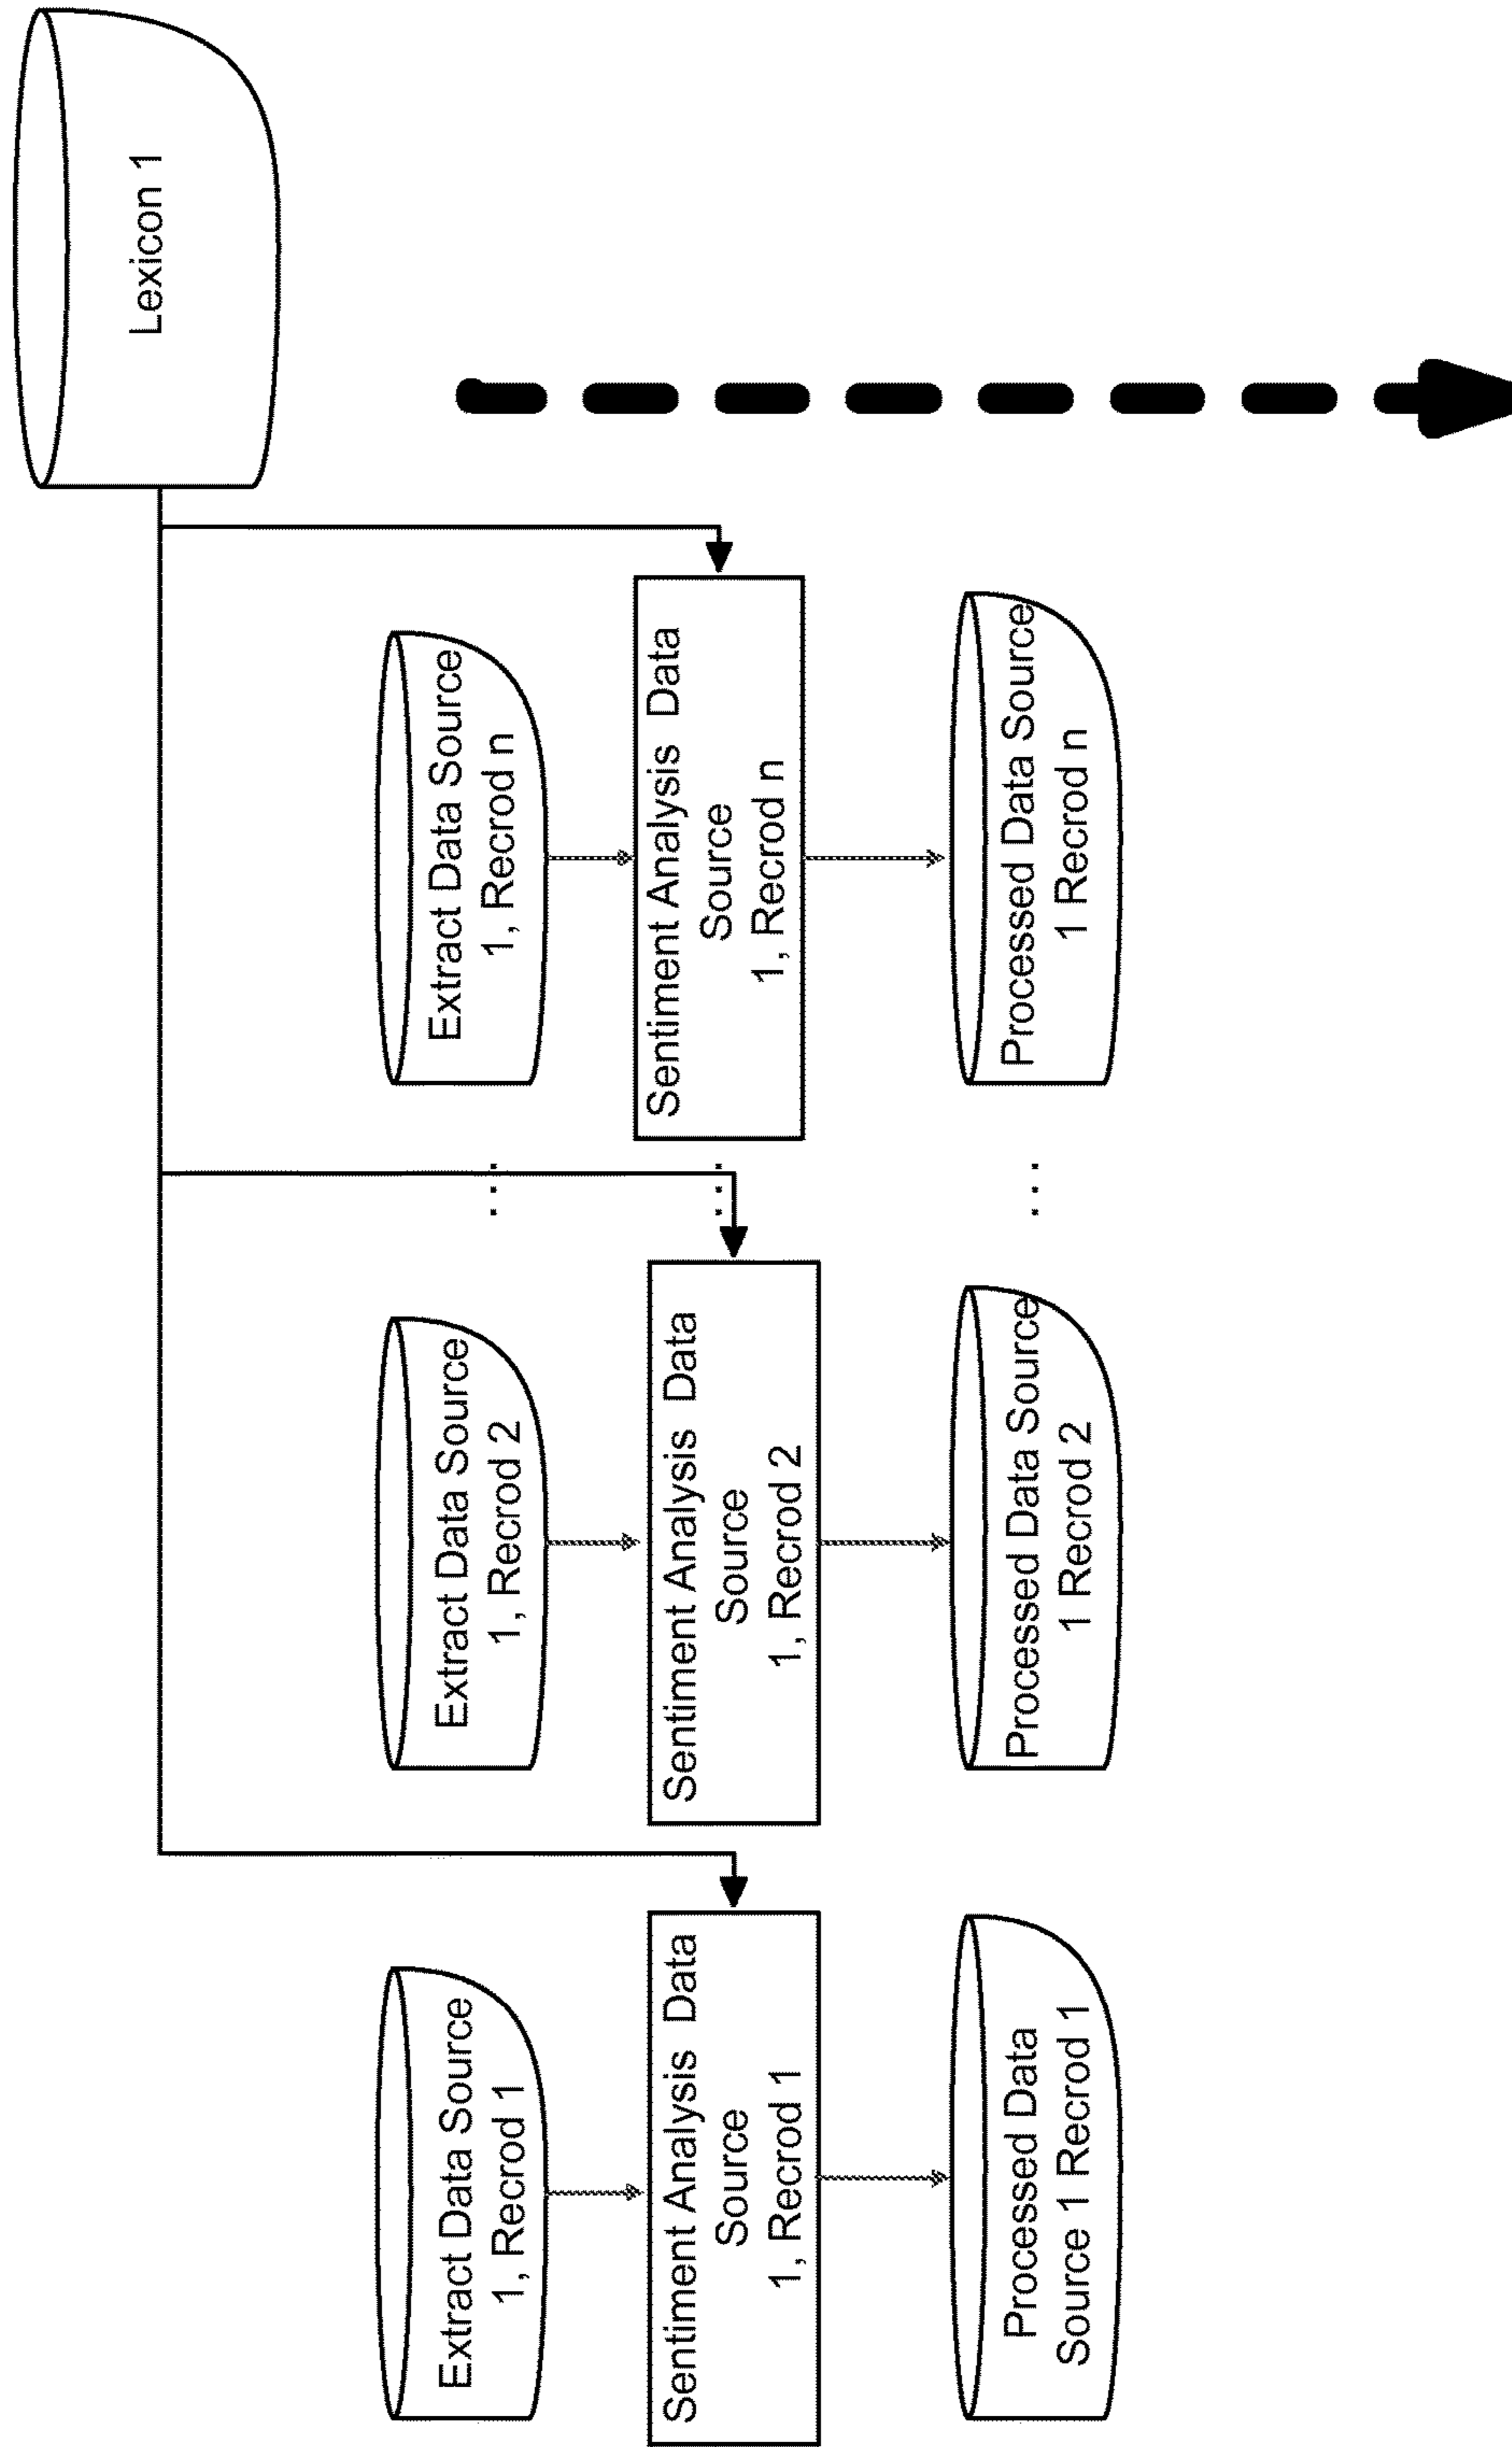 Lexicon 1
Extract Data Source
1, Recrod 1
Extract Data Source
1, Recrod 2
...
Extract Data Source
1, Recrod n
Sentiment Analysis Data
Source
1, Recrod 1
Sentiment Analysis Data
Source
1, Recrod 2
...
Sentiment Analysis Data
Source
1, Recrod n
Processed Data
Source 1 Recrod 1
Processed Data Source
1 Recrod 2
...
Processed Data Source
1 Recrod n